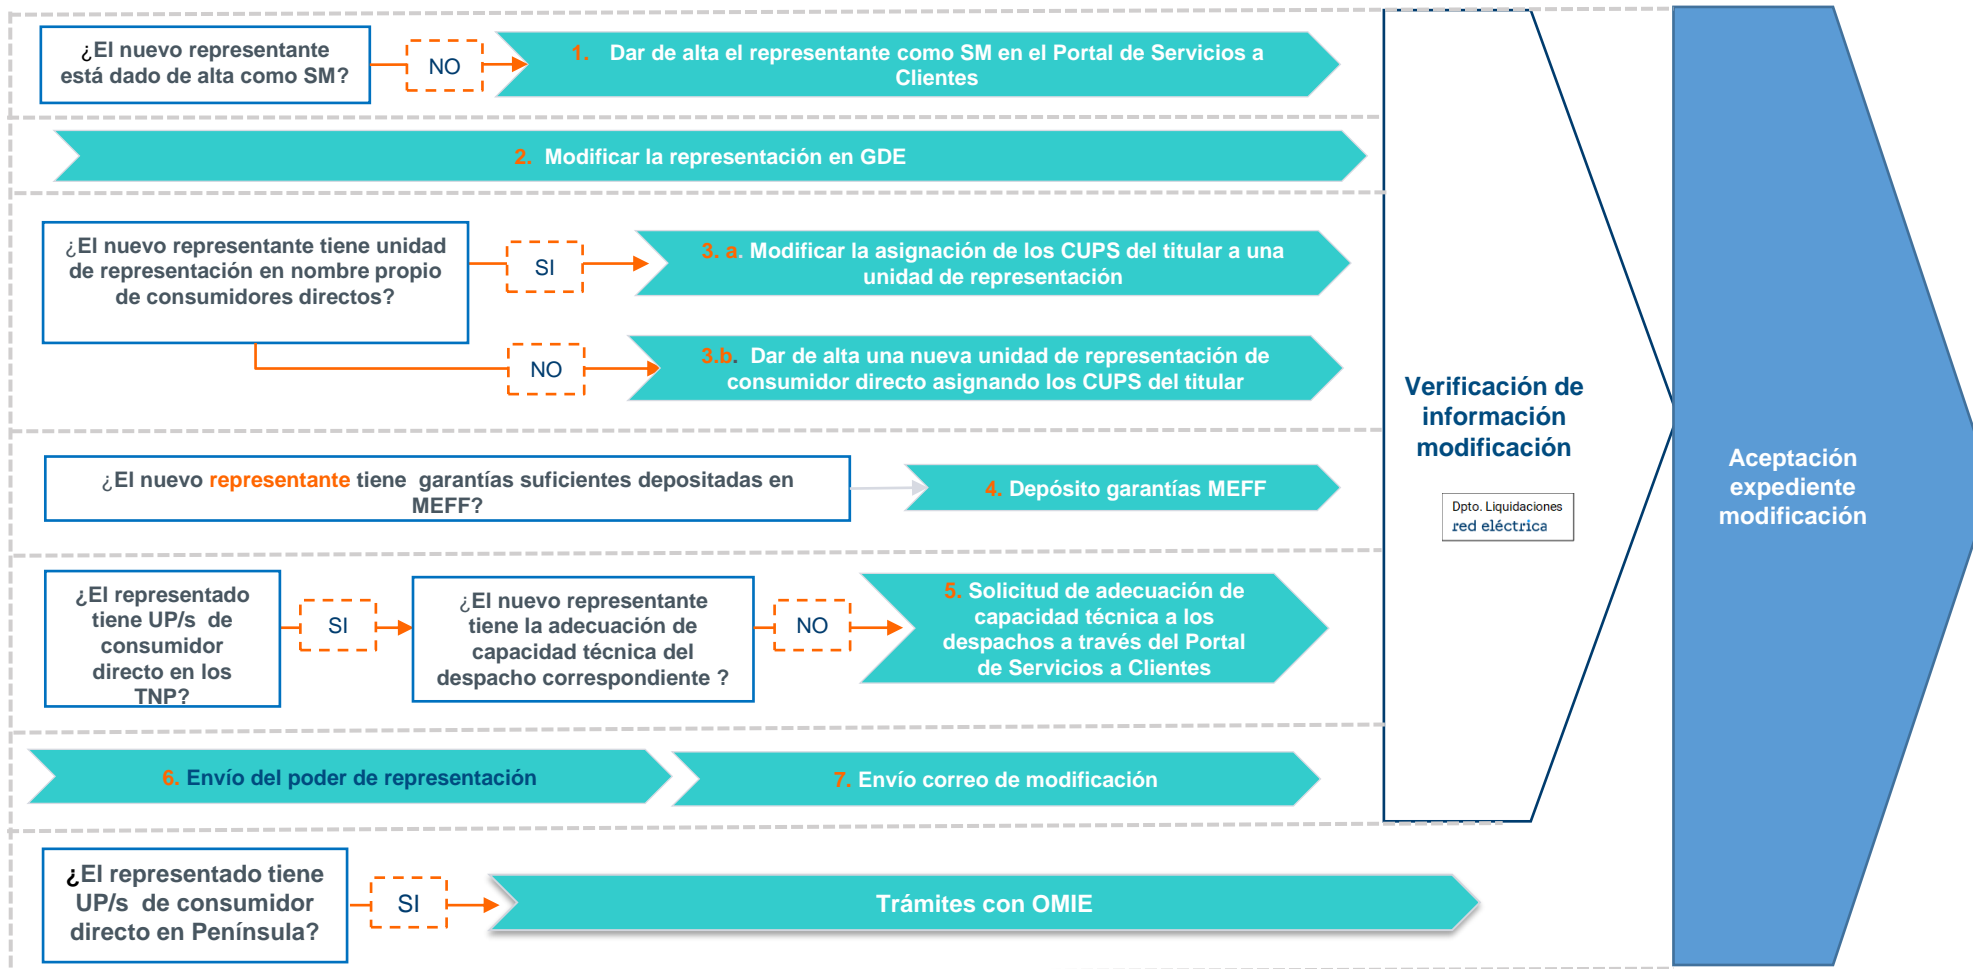 ¿El nuevo representante
está dado de alta como SM?
NO
1. Dar de alta el representante como SM en el Portal de Servicios a
Clientes
2. Modificar la representación en GDE
¿El nuevo representante tiene unidad
de representación en nombre propio
de consumidores directos?
SI
3. a. Modificar la asignación de los CUPS del titular a una
unidad de representación
NO
3.b. Dar de alta una nueva unidad de representación de
consumidor directo asignando los CUPS del titular
¿El nuevo representante tiene garantías suficientes depositadas en
MEFF?
4. Depósito garantías MEFF
¿El representado
tiene UP/s de
consumidor
directo en los
TNP?
SI
¿El nuevo representante
tiene la adecuación de
capacidad técnica del
despacho correspondiente ?
NO
5. Solicitud de adecuación de
capacidad técnica a los
despachos a través del Portal
de Servicios a Clientes
6. Envío del poder de representación
7. Envío correo de modificación
¿El representado tiene
UP/s de consumidor
directo en Península?
SI
Trámites con OMIE
Verificación de
información
modificación
Dpto. Liquidaciones
red eléctrica
Aceptación
expediente
modificación